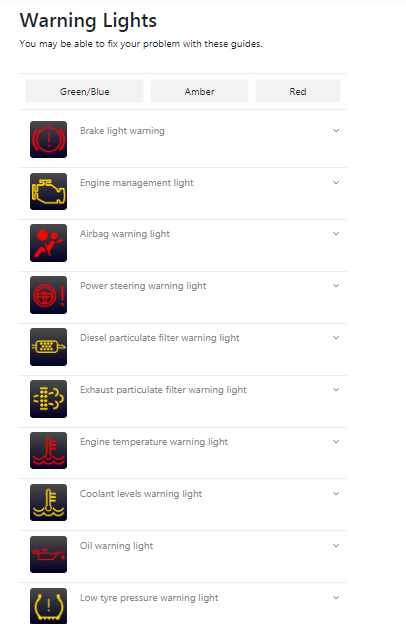 Warning Lights
You may be able to fix your problem with these guides.
Green/Blue Amber Red
Brake light warning
Engine management light
Airbag warning light
Power steering warning light
Diesel particulate filter warning light
Exhaust particulate filter warning light
Engine temperature warning light
Coolant levels warning light
Oil warning light
Low tyre pressure warning light